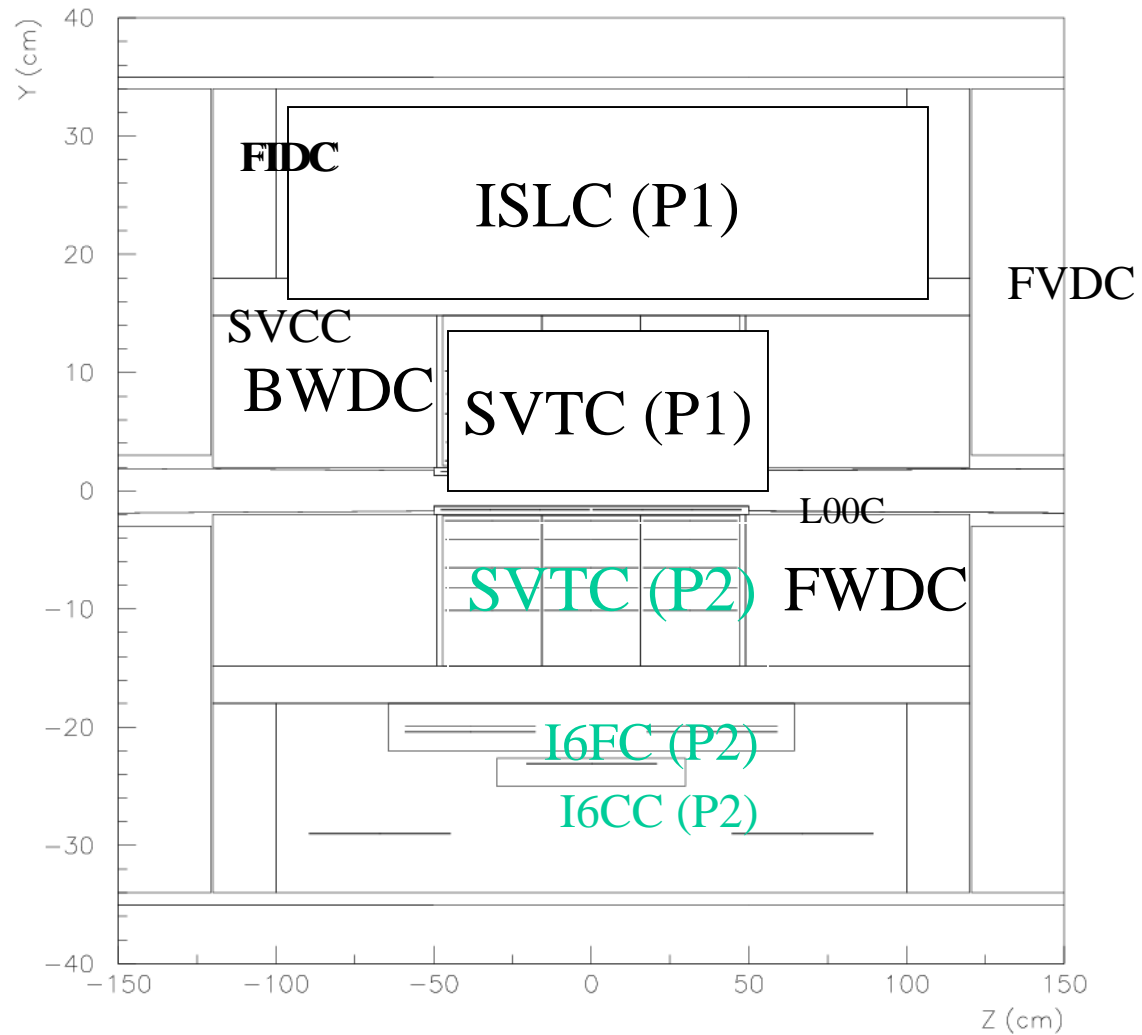 40
Y (cm)
30
FIDC
ISLC (P1)
20
FVDC
SVCC
10
BWDC
SVTC (P1)
0
L00C
SVTC (P2)
FWDC
−10
−20
I6FC (P2)
I6CC (P2)
−30
−40
−150
−100
−50
0
50
100
150
Z (cm)